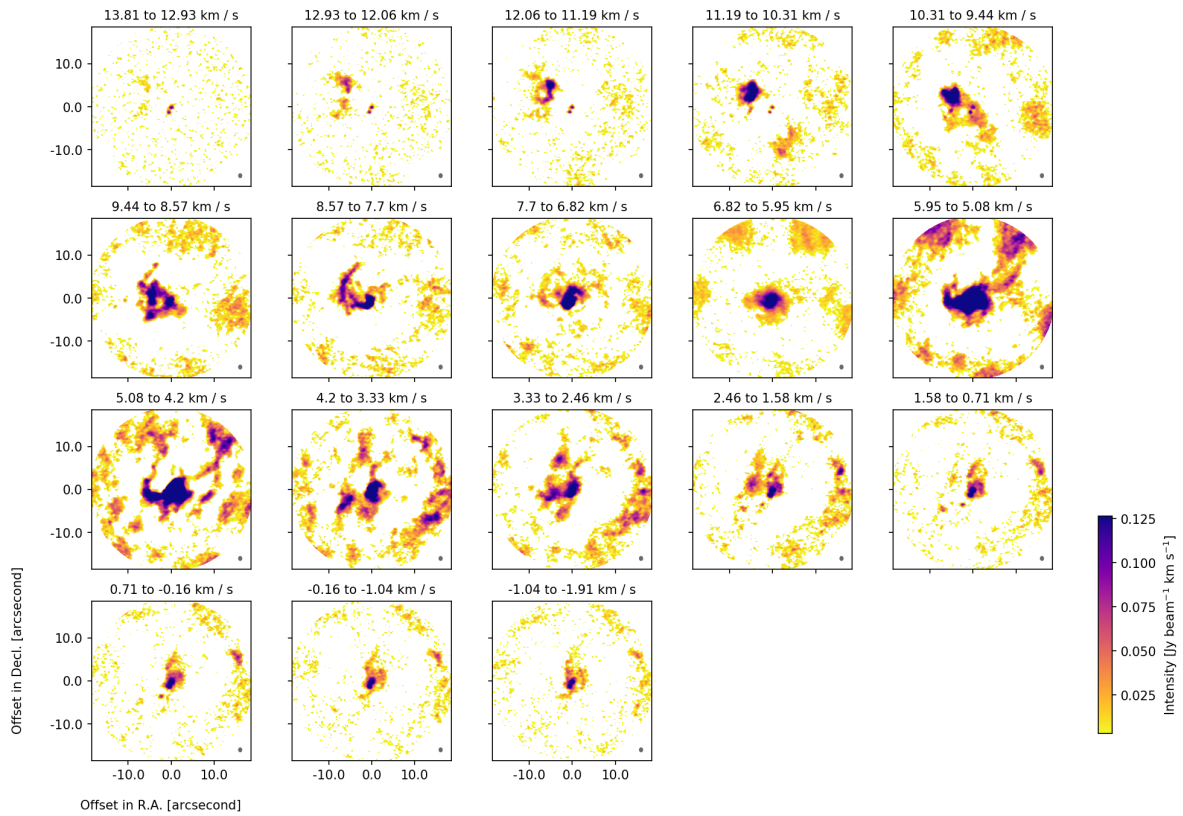 13.81 to 12.93 km / s
12.93 to 12.06 km / s
12.06 to 11.19 km / s
11.19 to 10.31 km / s
10.31 to 9.44 km / s
10.0
0.0
-10.0
9.44 to 8.57 km / s
8.57 to 7.7 km / s
7.7 to 6.82 km / s
6.82 to 5.95 km / s
5.95 to 5.08 km / s
10.0
0.0
-10.0
5.08 to 4.2 km / s
4.2 to 3.33 km / s
3.33 to 2.46 km / s
2.46 to 1.58 km / s
1.58 to 0.71 km / s
10.0
0.0
-10.0
0.71 to -0.16 km / s
-0.16 to -1.04 km / s
-1.04 to -1.91 km / s
10.0
0.0
-10.0
-10.0 0.0 10.0
-10.0 0.0 10.0
-10.0 0.0 10.0
Offset in Decl. [arcsecond]
Offset in R.A. [arcsecond]
0.125
0.100
0.075
0.050
0.025
Intensity [Jy beam⁻¹ km s⁻¹]